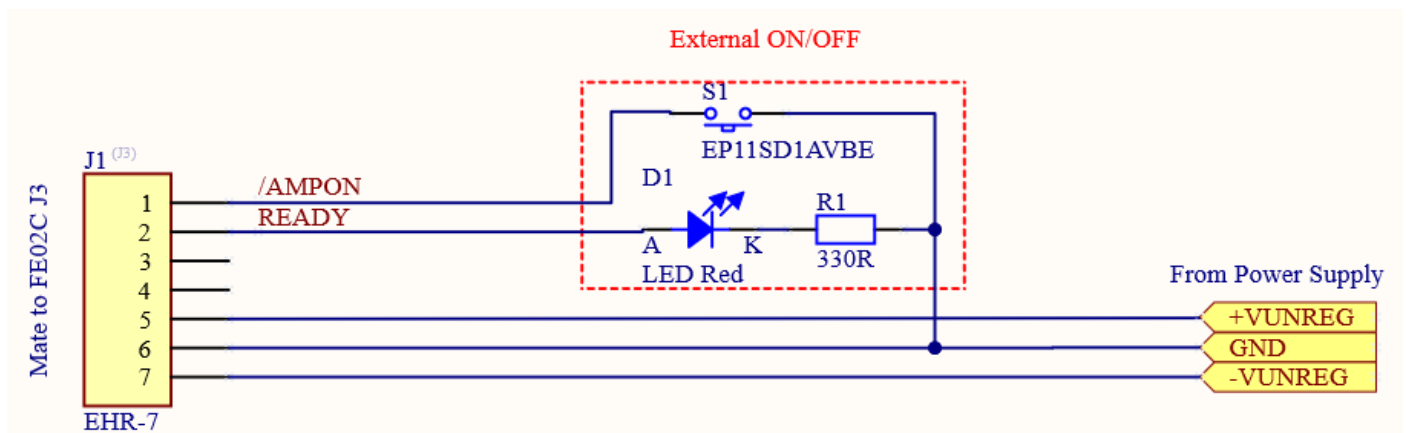 External ON/OFF
S1
EP11SD1AVBE
J1 (J3)
D1
/AMPON
READY
R1
A
K
330R
LED Red
1
2
3
4
5
6
7
Mate to FE02C J3
EHR-7
From Power Supply
+VUNREG
GND
-VUNREG